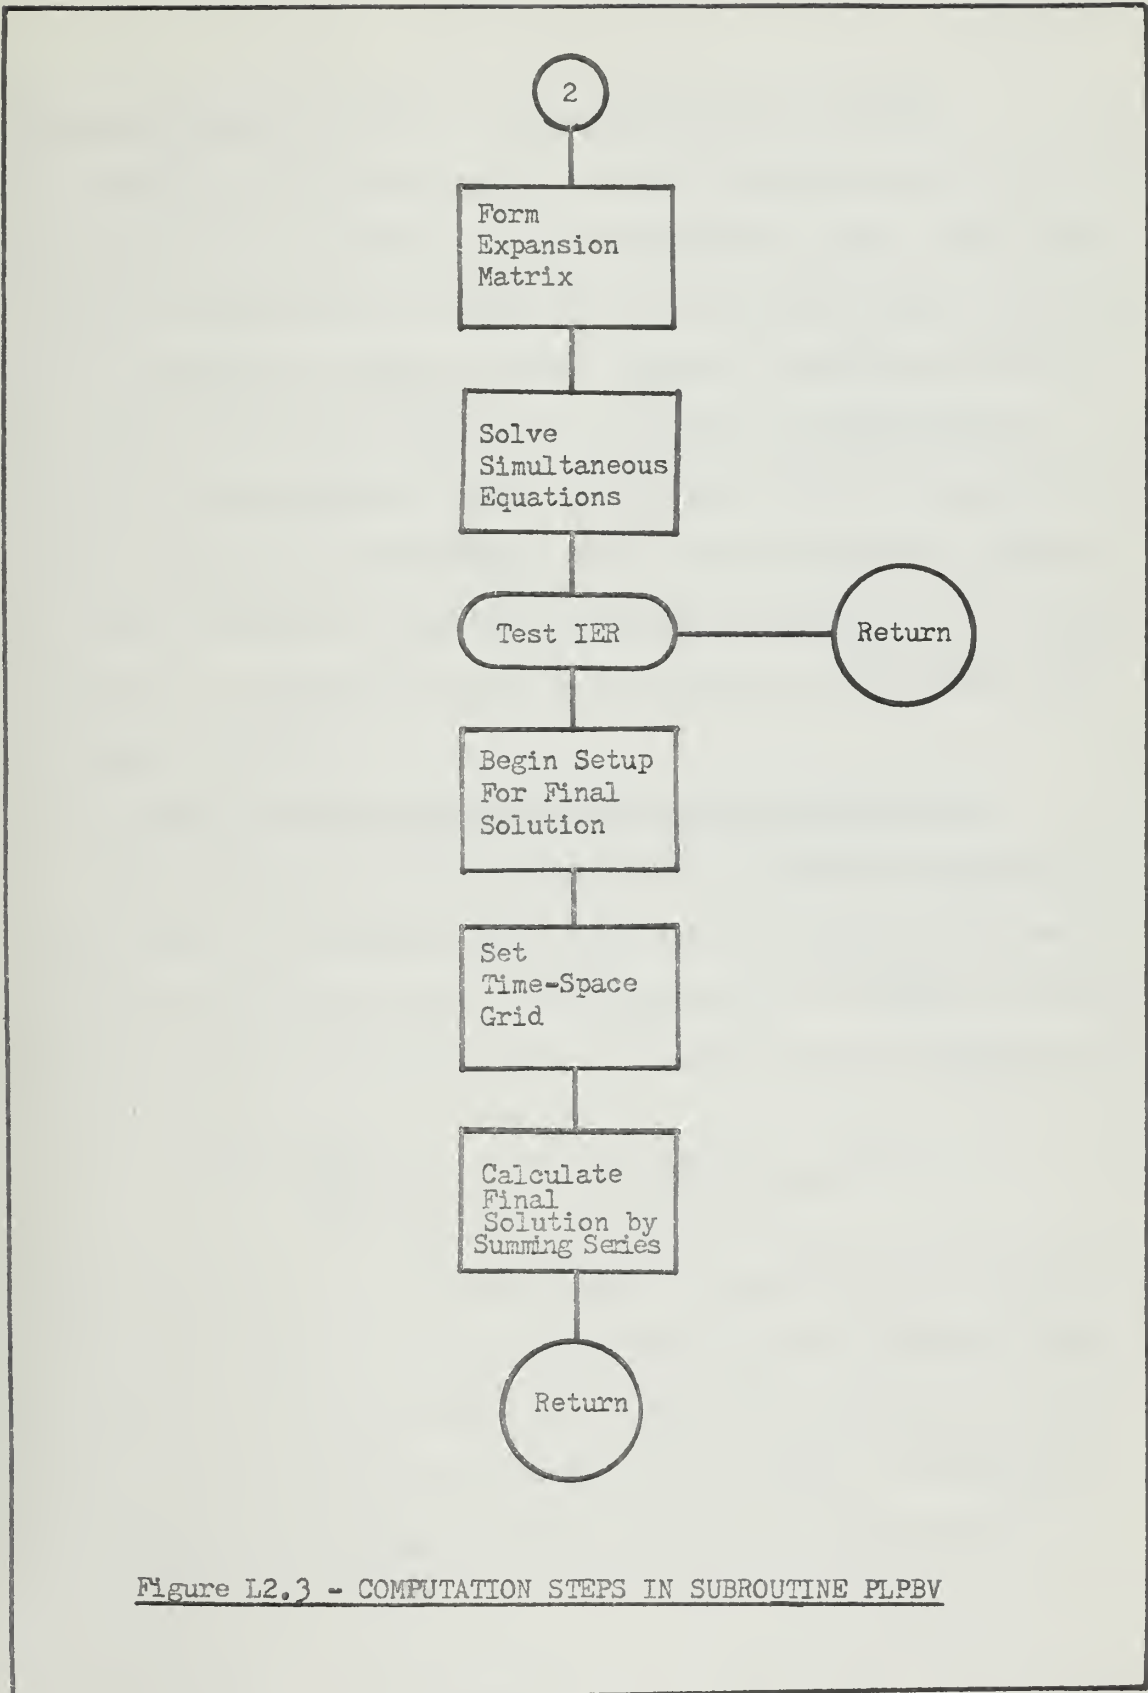 2
Form
Expansion
Matrix
Solve
Simultaneous
Equations
Test IER
Return
Begin Setup
For Final
Solution
Set
Time-Space
Grid
Calculate
Final
Solution by
Summing Series
Return
Figure L2.3 - COMPUTATION STEPS IN SUBROUTINE PLPBV